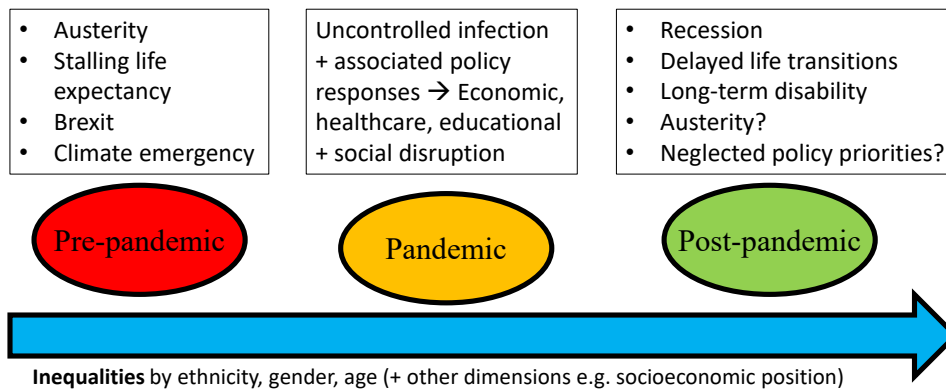 • Austerity
• Stalling life
expectancy
• Brexit
• Climate emergency
Uncontrolled infection
+ associated policy
responses → Economic,
healthcare, educational
+ social disruption
• Recession
• Delayed life transitions
• Long-term disability
• Austerity?
• Neglected policy priorities?
Pre-pandemic
Pandemic
Post-pandemic
Inequalities by ethnicity, gender, age (+ other dimensions e.g. socioeconomic position)